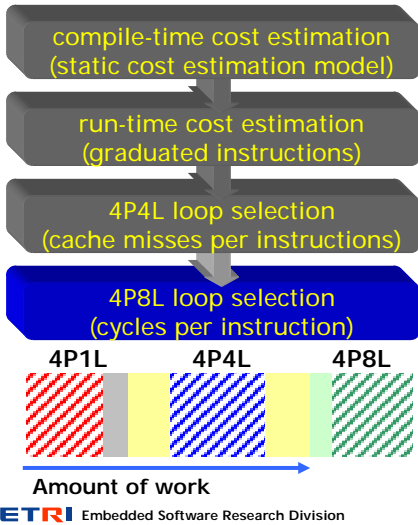 compile-time cost estimation
(static cost estimation model)
run-time cost estimation
(graduated instructions)
4P4L loop selection
(cache misses per instructions)
4P8L loop selection
(cycles per instruction)
4P1L 4P4L 4P8L
Amount of work
ETRI Embedded Software Research Division